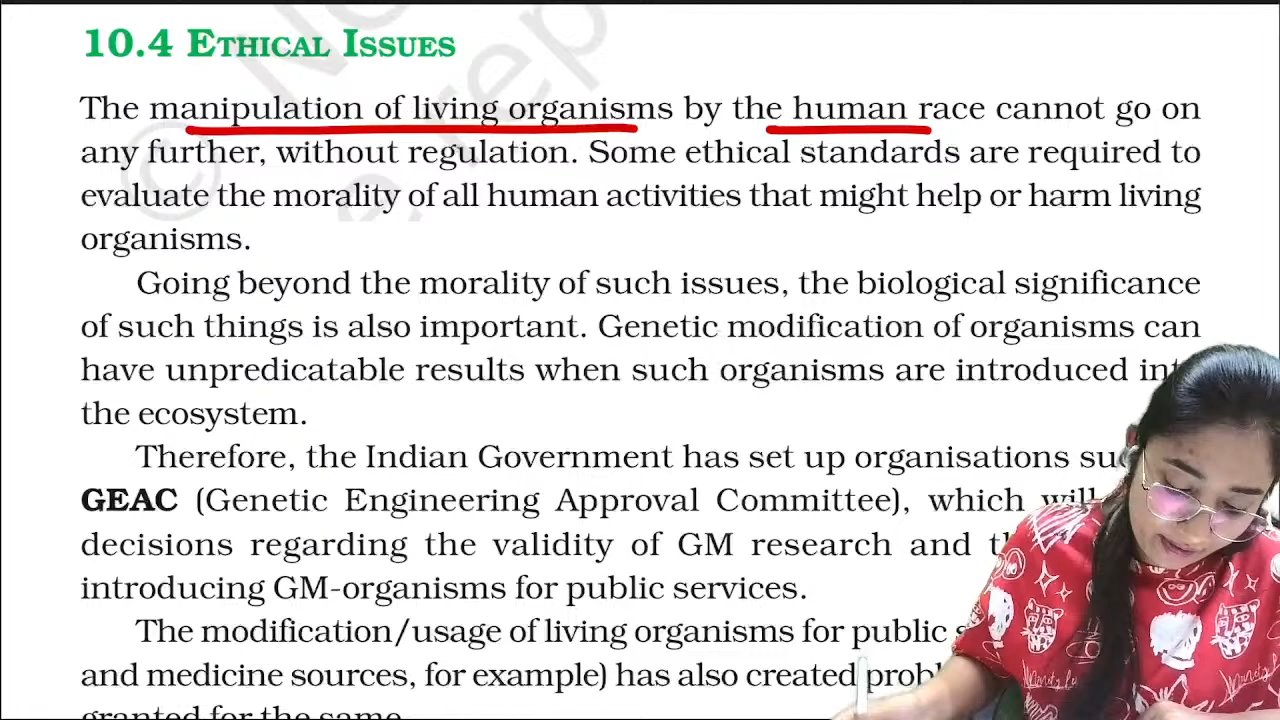 10.4 ETHICAL ISSUES
The manipulation of living organisms by the human race cannot go on
any further, without regulation. Some ethical standards are required to
evaluate the morality of all human activities that might help or harm living
organisms.
Going beyond the morality of such issues, the biological significance
of such things is also important. Genetic modification of organisms can
have unpredicatable results when such organisms are introduced
the ecosystem.
Therefore, the Indian Government has set up organisations
GEAC (Genetic Engineering Approval Committee), which will
decisions regarding the validity of GM research and
introducing GM-organisms for public services.
The modification/usage of living organisms for public
and medicine sources, for example) has also created
granted for the same.